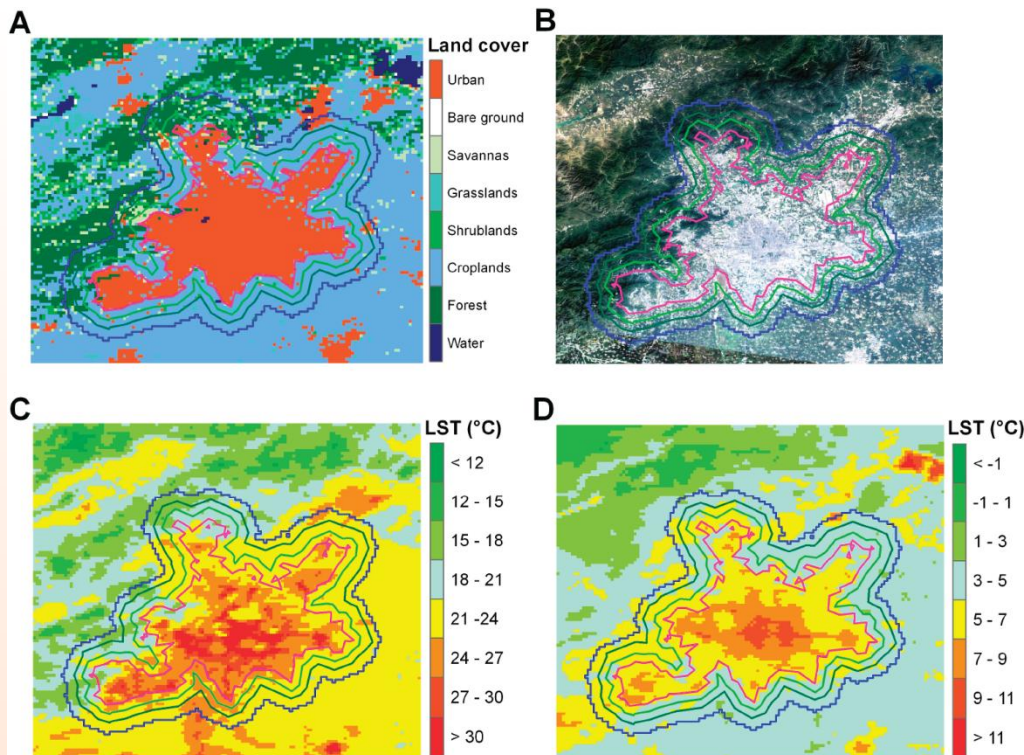 A
Land cover
Urban
Bare ground
Savannas
Grasslands
Shrublands
Croplands
Forest
Water
B
C
LST (°C)
< 12
12 - 15
15 - 18
18 - 21
21 -24
24 - 27
27 - 30
> 30
D
LST (°C)
< -1
-1 - 1
1 - 3
3 - 5
5 - 7
7 - 9
9 - 11
> 11